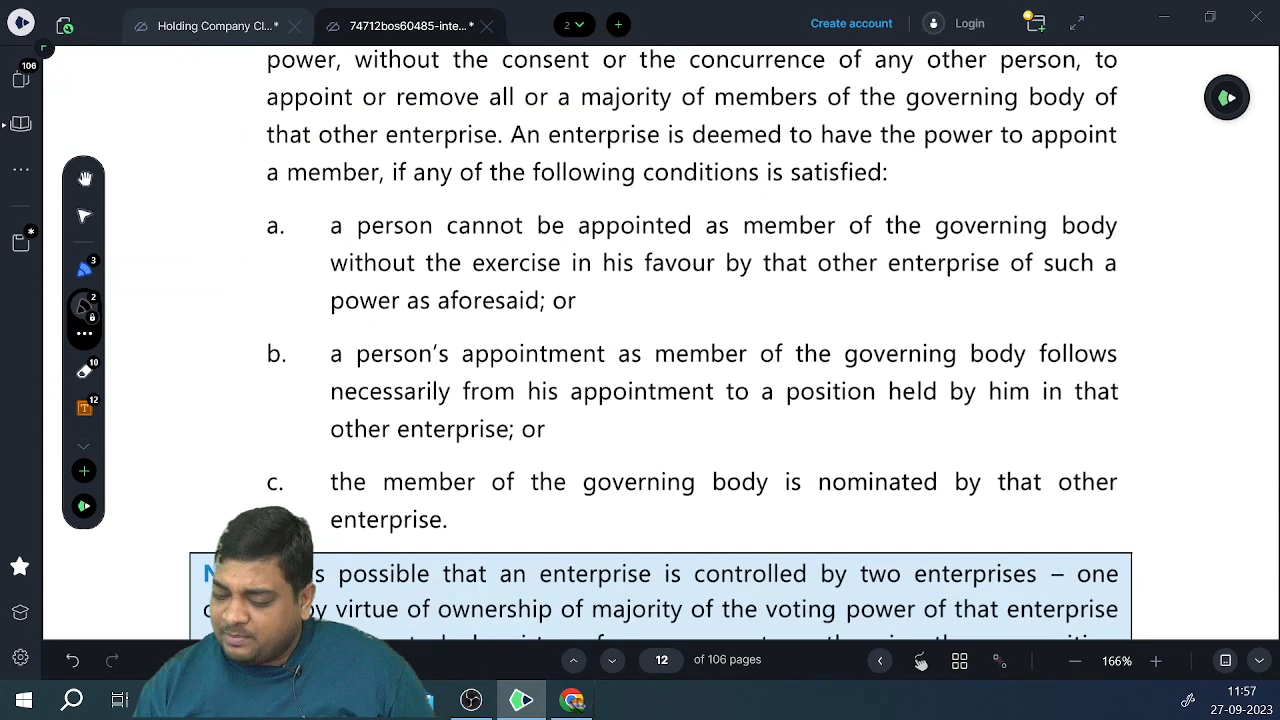 Holding Company Cl...*
74712bos60485-inte...*
2
Create account
Login
106
power, without the consent or the concurrence of any other person, to
appoint or remove all or a majority of members of the governing body of
that other enterprise. An enterprise is deemed to have the power to appoint
a member, if any of the following conditions is satisfied:
a. a person cannot be appointed as member of the governing body
without the exercise in his favour by that other enterprise of such a
power as aforesaid; or
b. a person’s appointment as member of the governing body follows
necessarily from his appointment to a position held by him in that
other enterprise; or
c. the member of the governing body is nominated by that other
enterprise.
possible that an enterprise is controlled by two enterprises – one
by virtue of ownership of majority of the voting power of that enterprise
3
2
10
12
T
12 of 106 pages
166%
11:57
27-09-2023